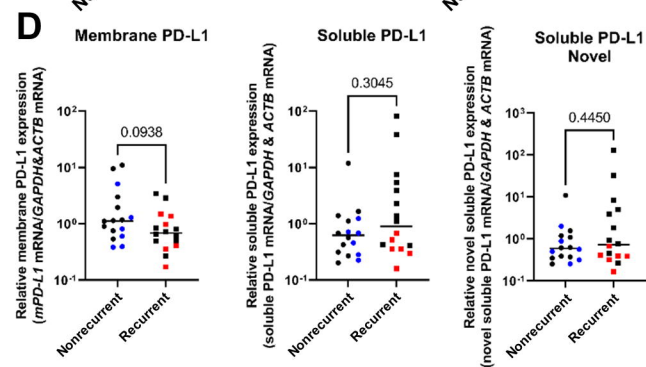 No
No
D
Membrane PD-L1
Relative membrane PD-L1 expression
(mPD-L1 mRNA/GAPDH&ACTB mRNA)
10²
10¹
10⁰
10⁻¹
0.0938
Nonrecurrent
Recurrent
Soluble PD-L1
Relative soluble PD-L1 expression
(soluble PD-L1 mRNA/GAPDH & ACTB mRNA)
10²
10¹
10⁰
10⁻¹
0.3045
Nonrecurrent
Recurrent
Soluble PD-L1
Novel
Relative novel soluble PD-L1 expression
(novel soluble PD-L1 mRNA/GAPDH & ACTB mRNA)
10³
10²
10¹
10⁰
10⁻¹
0.4450
Nonrecurrent
Recurrent